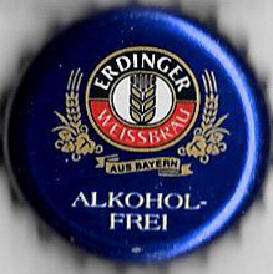 ERDINGER
WEISSBRÄU
AUS BAYERN
ALKOHOL-
FREI